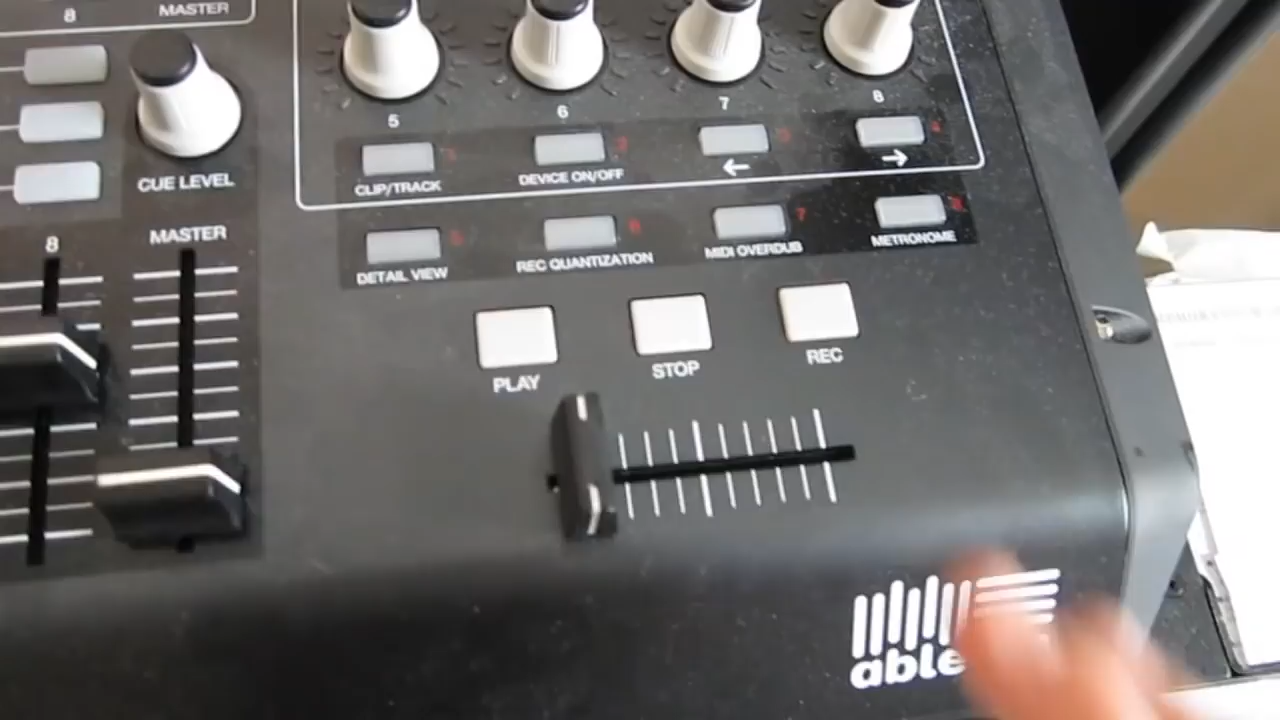 8 MASTER
5 6 7 8
CUE LEVEL
CLIP/TRACK DEVICE ON/OFF ← →
8 MASTER
DETAIL VIEW REC QUANTIZATION MIDI OVERDUB METRONOME
PLAY STOP REC
able